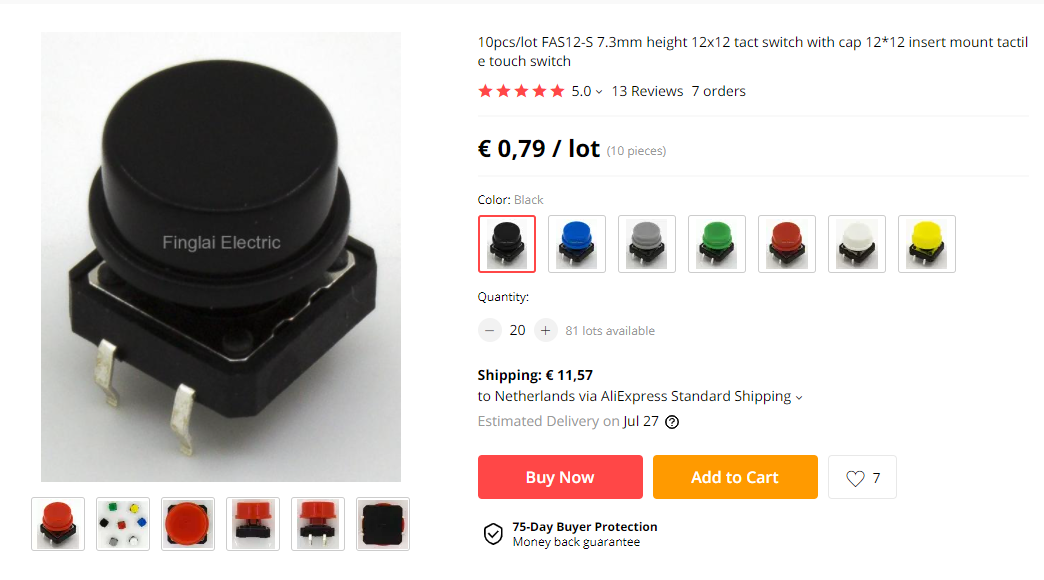 10pcs/lot FAS12-S 7.3mm height 12x12 tact switch with cap 12*12 insert mount tactil
e touch switch
5.0 13 Reviews 7 orders
€ 0,79 / lot (10 pieces)
Color: Black
Finglai Electric
Quantity:
− 20 + 81 lots available
Shipping: € 11,57
to Netherlands via AliExpress Standard Shipping
Estimated Delivery on Jul 27 ?
Buy Now Add to Cart 7
75-Day Buyer Protection
Money back guarantee